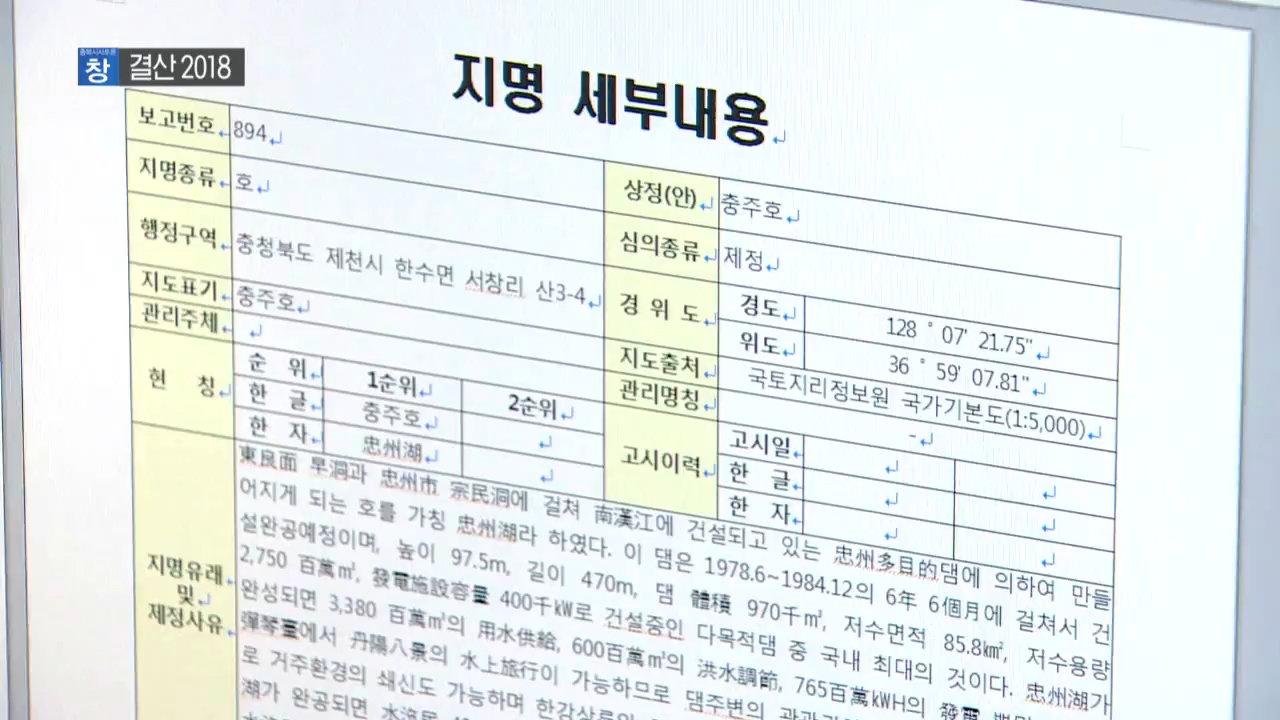 충북시사토론
창 결산 2018
지명 세부내용
보고번호 894
지명종류 호 상정(안) 충주호
행정구역 충청북도 제천시 한수면 서창리 산3-4 심의종류 제정
지도표기 충주호 경 위 도 경도 128 ° 07' 21.75"
위도 36 ° 59' 07.81"
관리주체 지도출처 국토지리정보원 국가기본도(1:5,000)
관리명칭 -
현 칭 순 위 1순위 2순위
한 글 충주호
한 자 忠州湖
고시이력 고시일
한 글
한 자
지명유래
및
제정사유
東良面 早洞과 忠州市 宗民洞에 걸쳐 南漢江에 건설되고 있는 忠州多目的댐에 의하여 만들
어지게 되는 호를 가칭 忠州湖라 하였다. 이 댐은 1978.6~1984.12의 6년 6個月에 걸쳐서 건
설완공예정이며, 높이 97.5m, 길이 470m, 댐 體積 970千㎥, 저수면적 85.8㎢, 저수용량
2,750 百萬㎥, 發電施設容量 400千kW로 건설중인 다목적댐 중 국내 최대의 것이다. 忠州湖가
완성되면 3,380 百萬㎥의 用水供給, 600百萬㎥의 洪水調節, 765百萬kWH의 發電
彈琴臺에서 丹陽八景의 水上旅行이 가능하므로 댐주변의
로 거주환경의 쇄신도 가능하며
湖가 완공되면